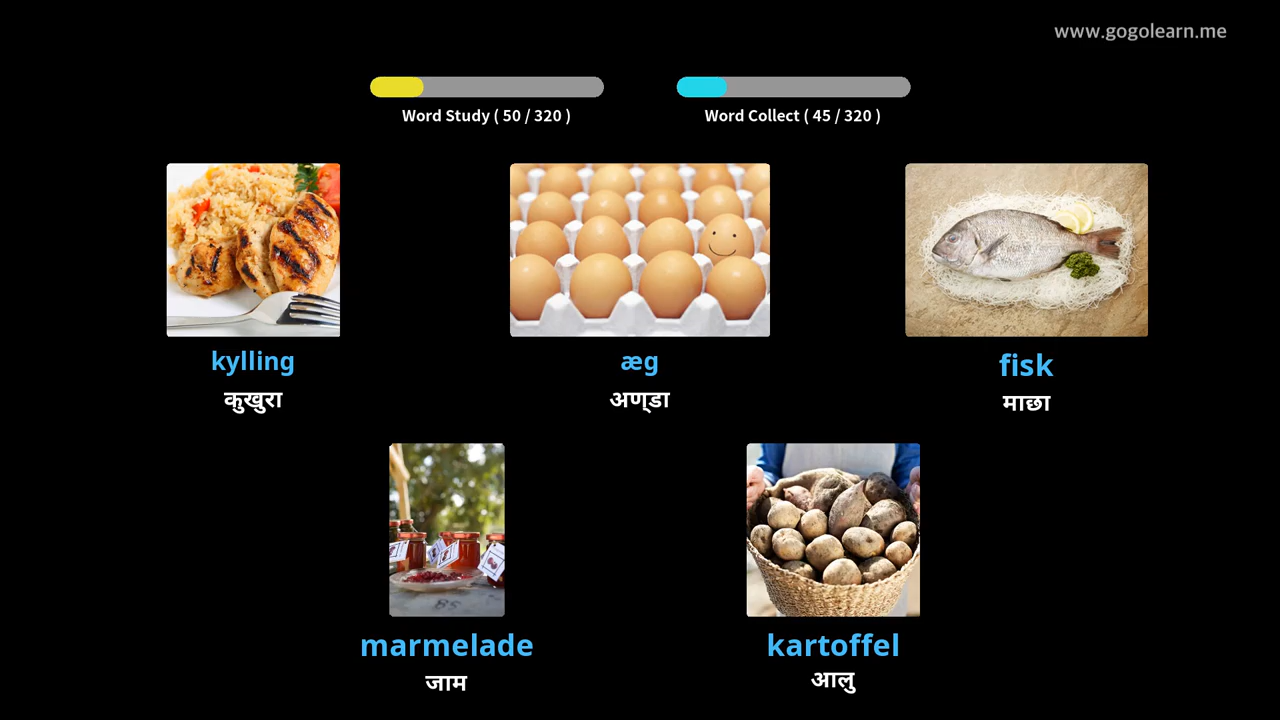 www.gogolearn.me
Word Study ( 50 / 320 )
Word Collect ( 45 / 320 )
kylling
æg
fisk
कुखुरा
अण्डा
माछा
marmelade
kartoffel
जाम
आलु